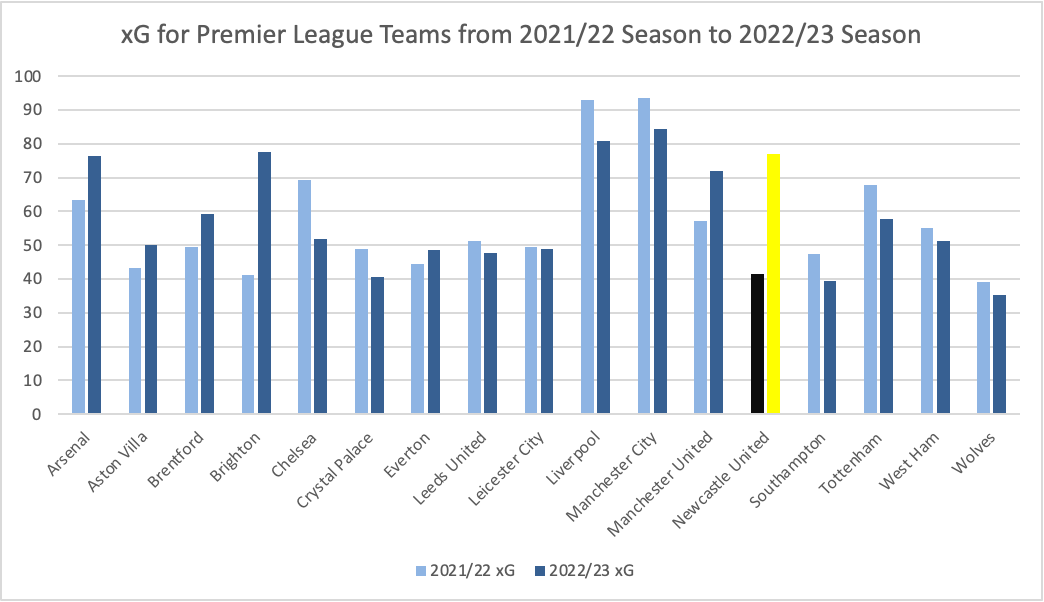 xG for Premier League Teams from 2021/22 Season to 2022/23 Season
100
90
80
70
60
50
40
30
20
10
0
Arsenal
Aston Villa
Brentford
Brighton
Chelsea
Crystal Palace
Everton
Leeds United
Leicester City
Liverpool
Manchester City
Manchester United
Newcastle United
Southampton
Tottenham
West Ham
Wolves
2021/22 xG 2022/23 xG